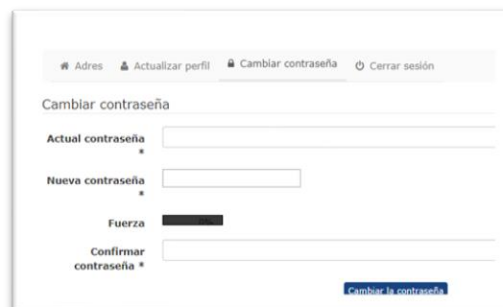 Adres Actualizar perfil Cambiar contraseña Cerrar sesión
Cambiar contraseña
Actual contraseña
*
Nueva contraseña
*
Fuerza
Confirmar
contraseña *
Cambiar la contraseña